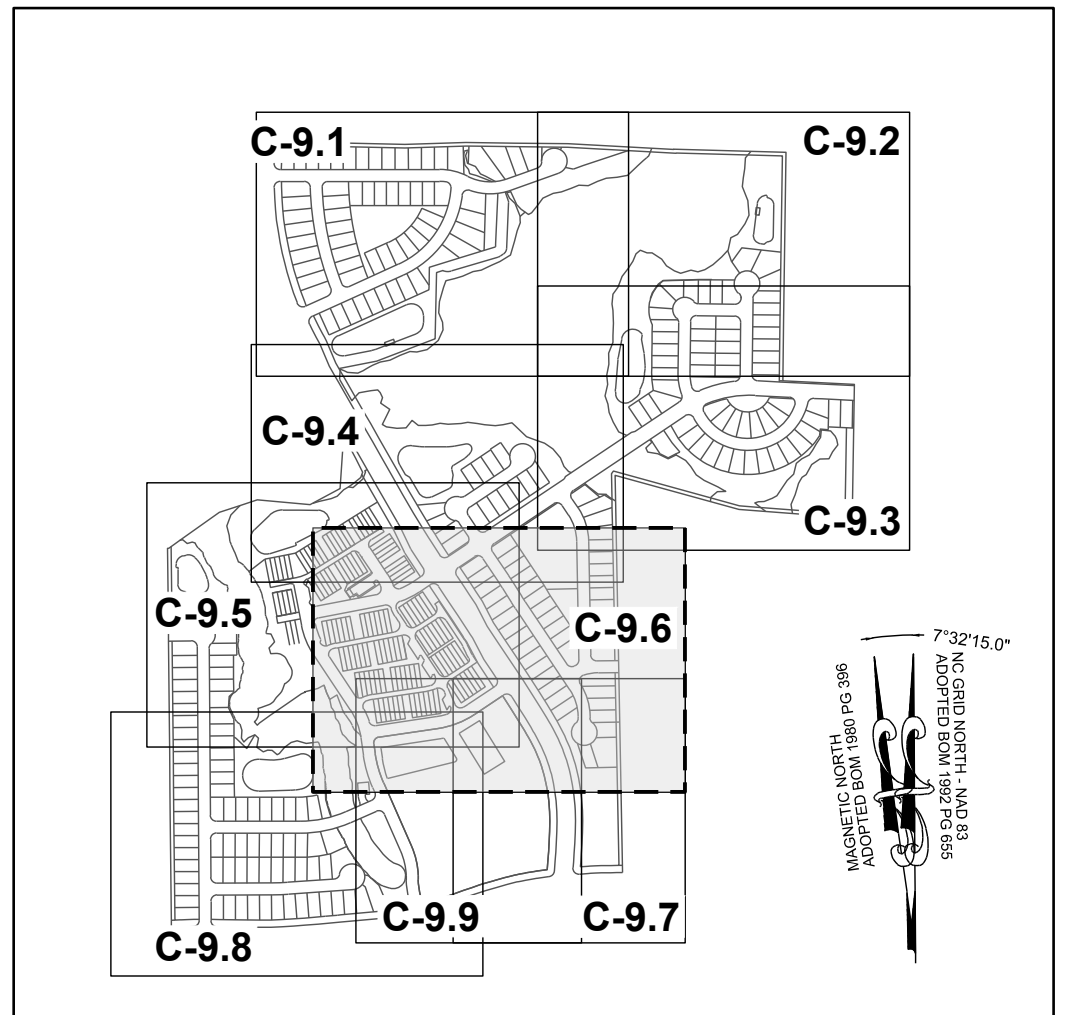 C-9.1
C-9.2
C-9.4
C-9.3
C-9.5
C-9.6
7°32'15.0"
NC GRID NORTH - NAD 83
ADOPTED BOM 1992 PG 655
MAGNETIC NORTH
ADOPTED BOM 1980 PG 396
C-9.9
C-9.7
C-9.8